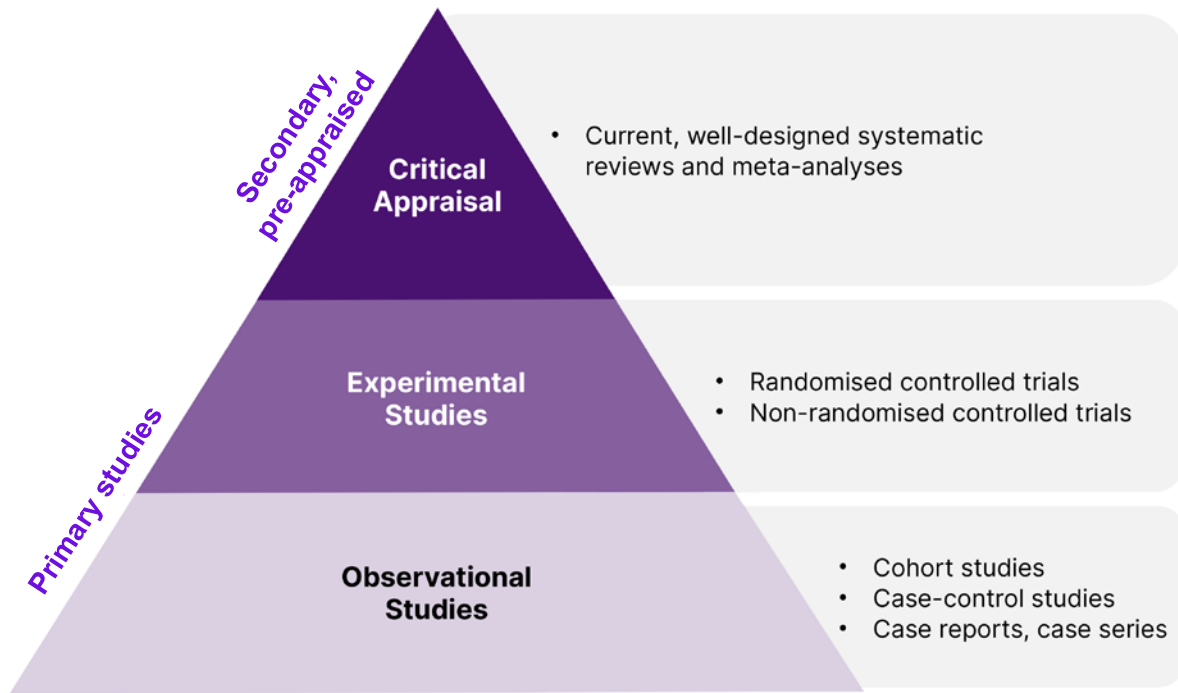 Secondary,
pre-appraised
Critical
Appraisal
• Current, well-designed systematic
reviews and meta-analyses
Primary studies
Experimental
Studies
• Randomised controlled trials
• Non-randomised controlled trials
Observational
Studies
• Cohort studies
• Case-control studies
• Case reports, case series